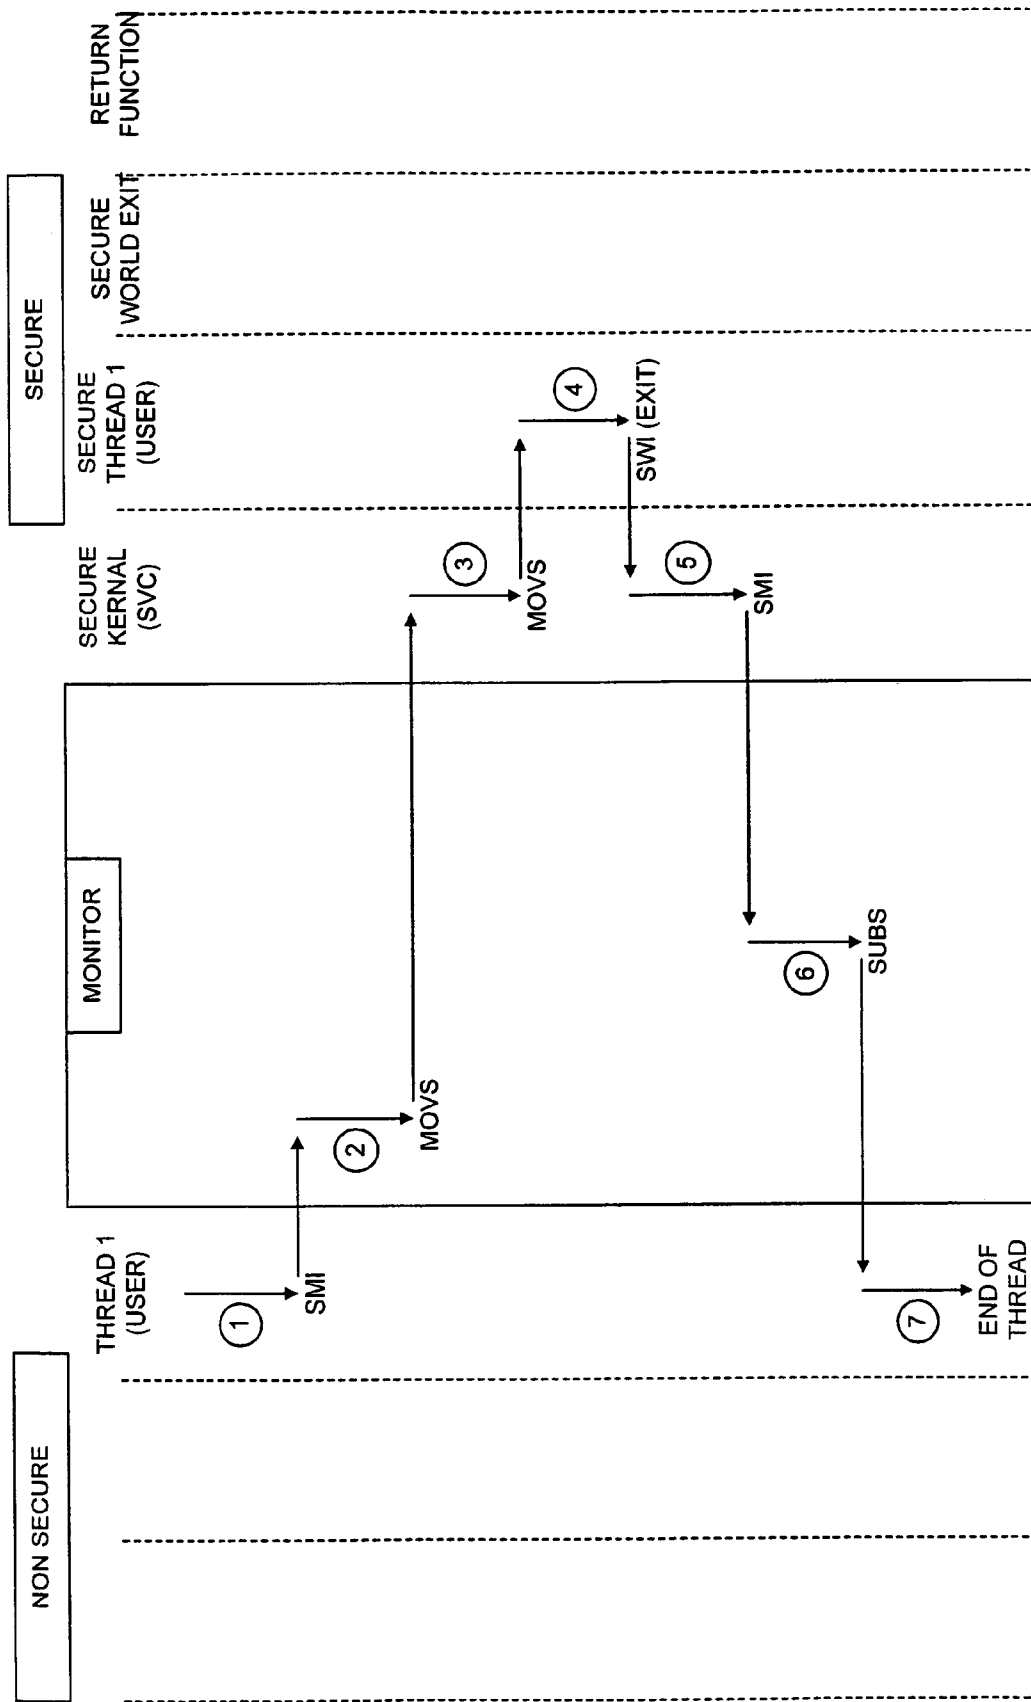 NON SECURE
MONITOR
SECURE
THREAD 1
(USER)
SECURE
KERNAL
(SVC)
SECURE
THREAD 1
(USER)
SECURE
WORLD EXIT
RETURN
FUNCTION
1
SMI
2
MOVS
3
MOVS
4
SWI (EXIT)
5
SMI
6
SUBS
7
END OF
THREAD